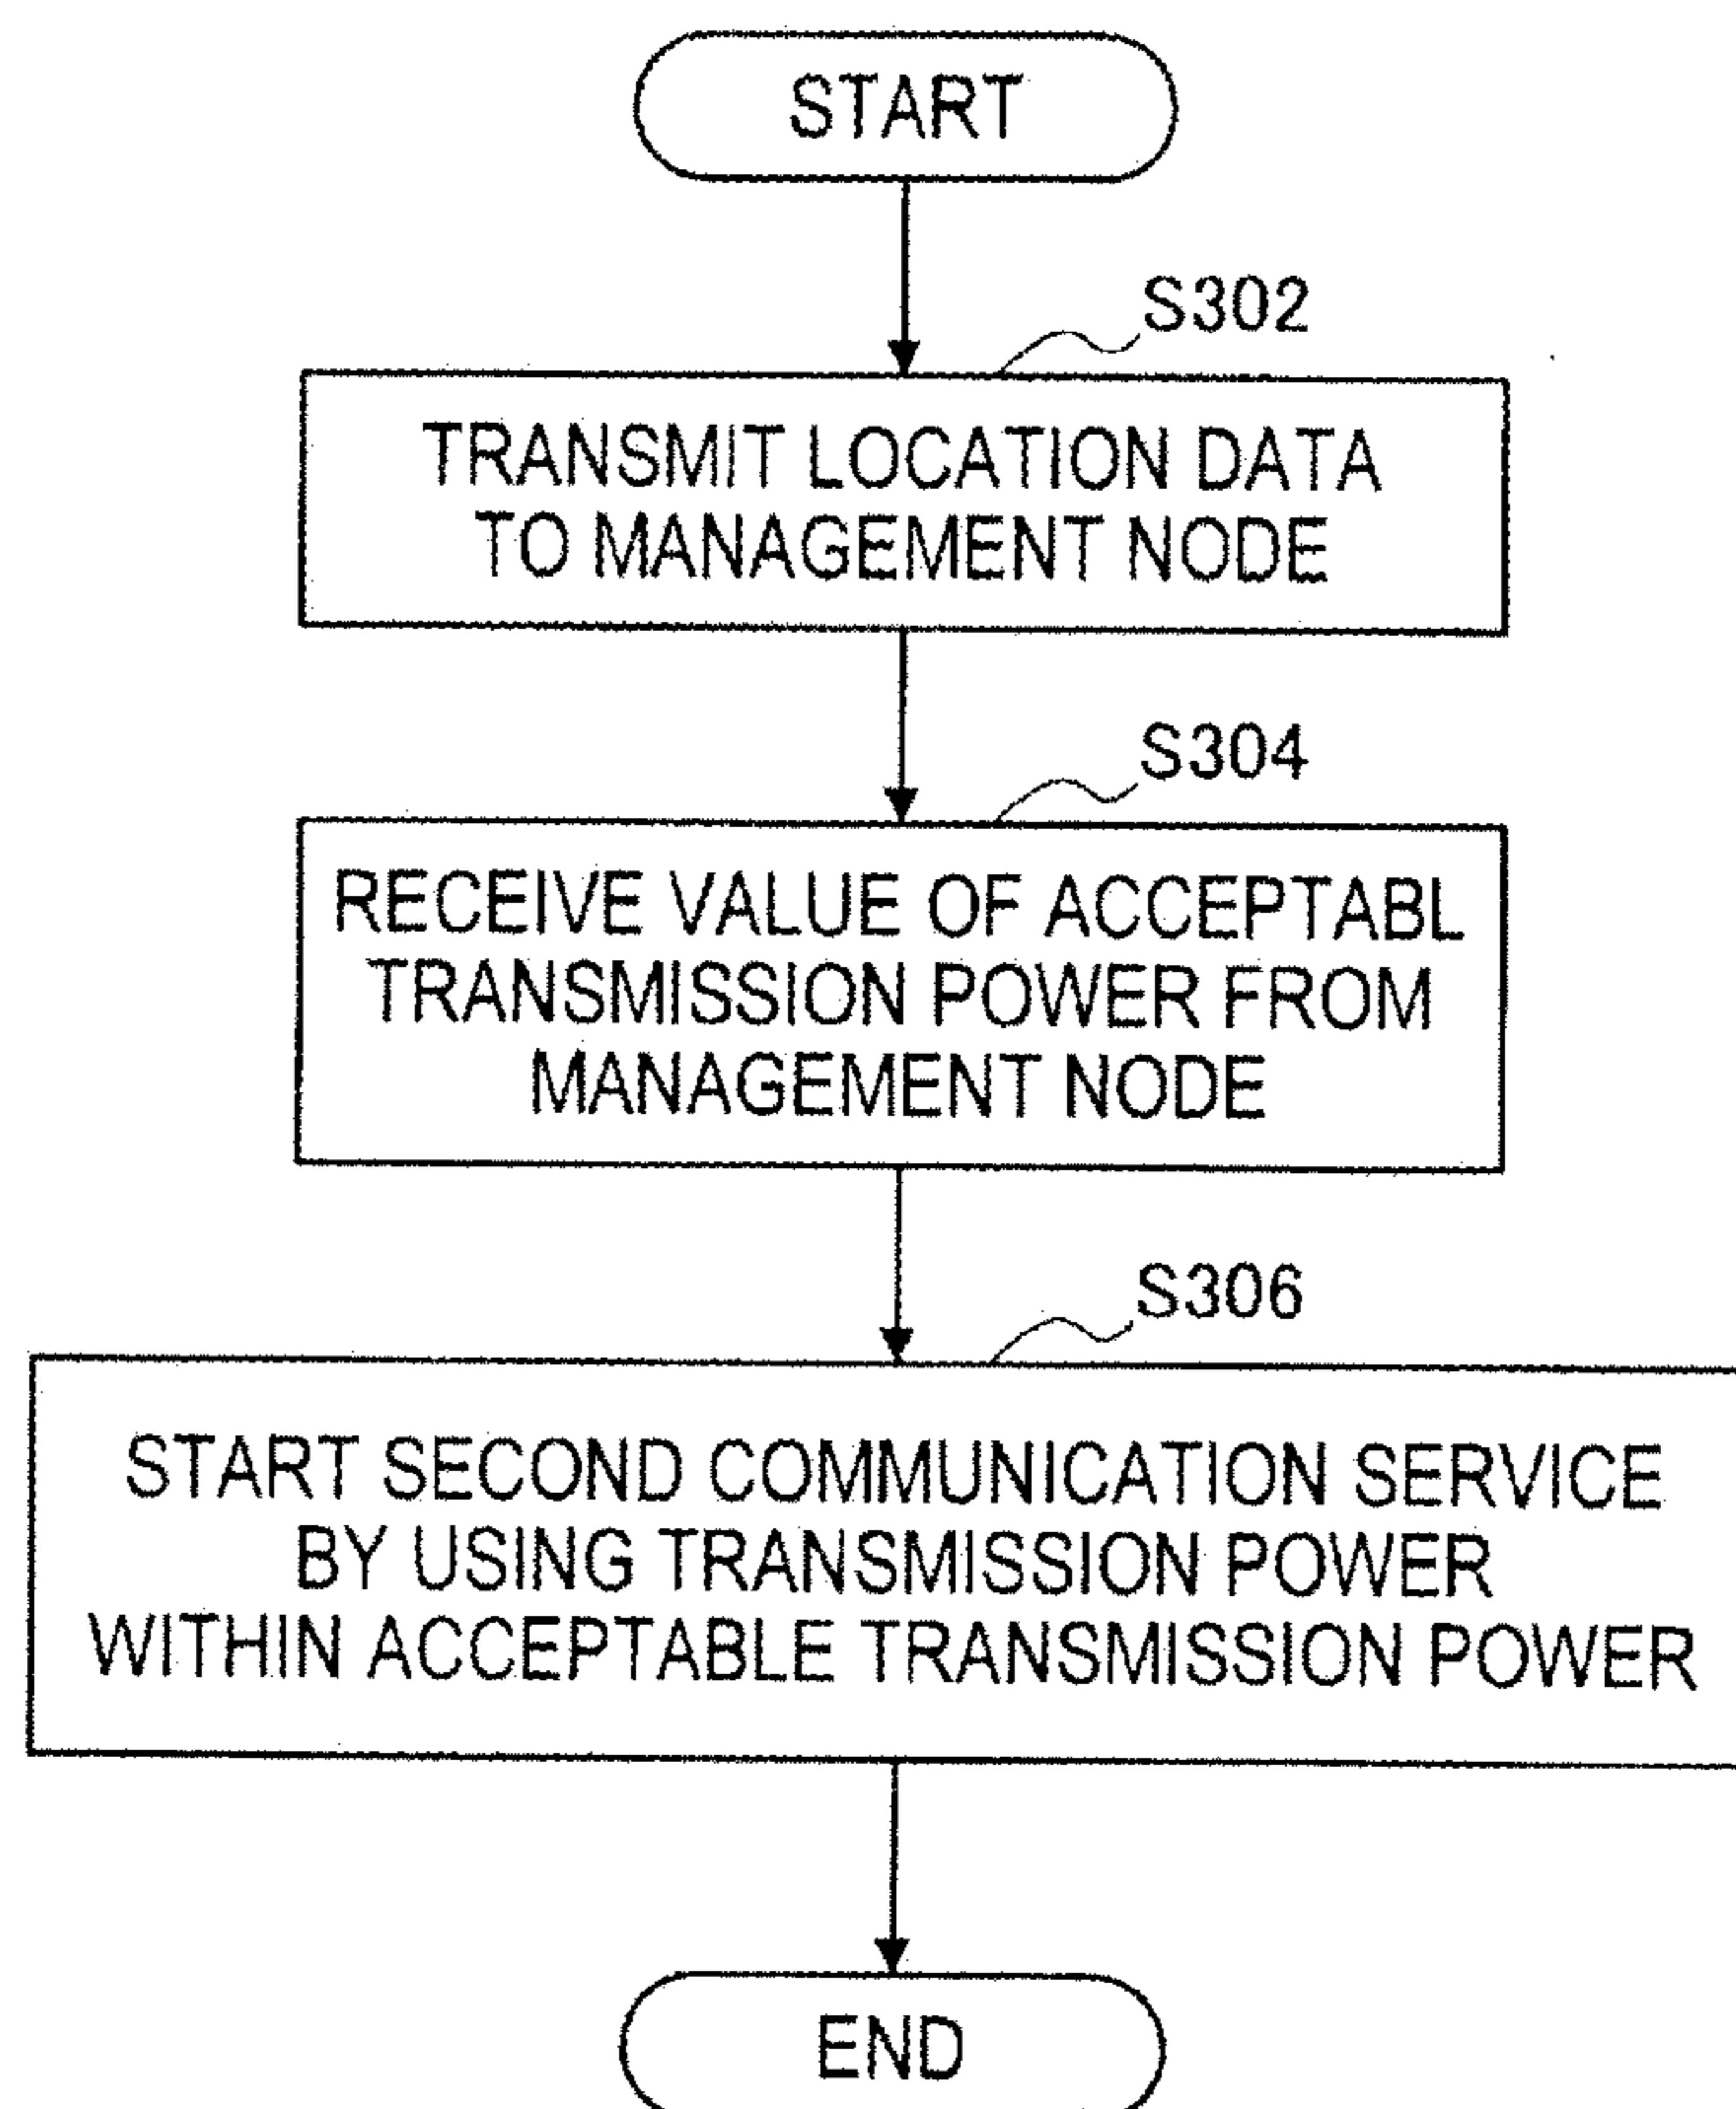 START
S302
TRANSMIT LOCATION DATA
TO MANAGEMENT NODE
S304
RECEIVE VALUE OF ACCEPTABL
TRANSMISSION POWER FROM
MANAGEMENT NODE
S306
START SECOND COMMUNICATION SERVICE
BY USING TRANSMISSION POWER
WITHIN ACCEPTABLE TRANSMISSION POWER
END